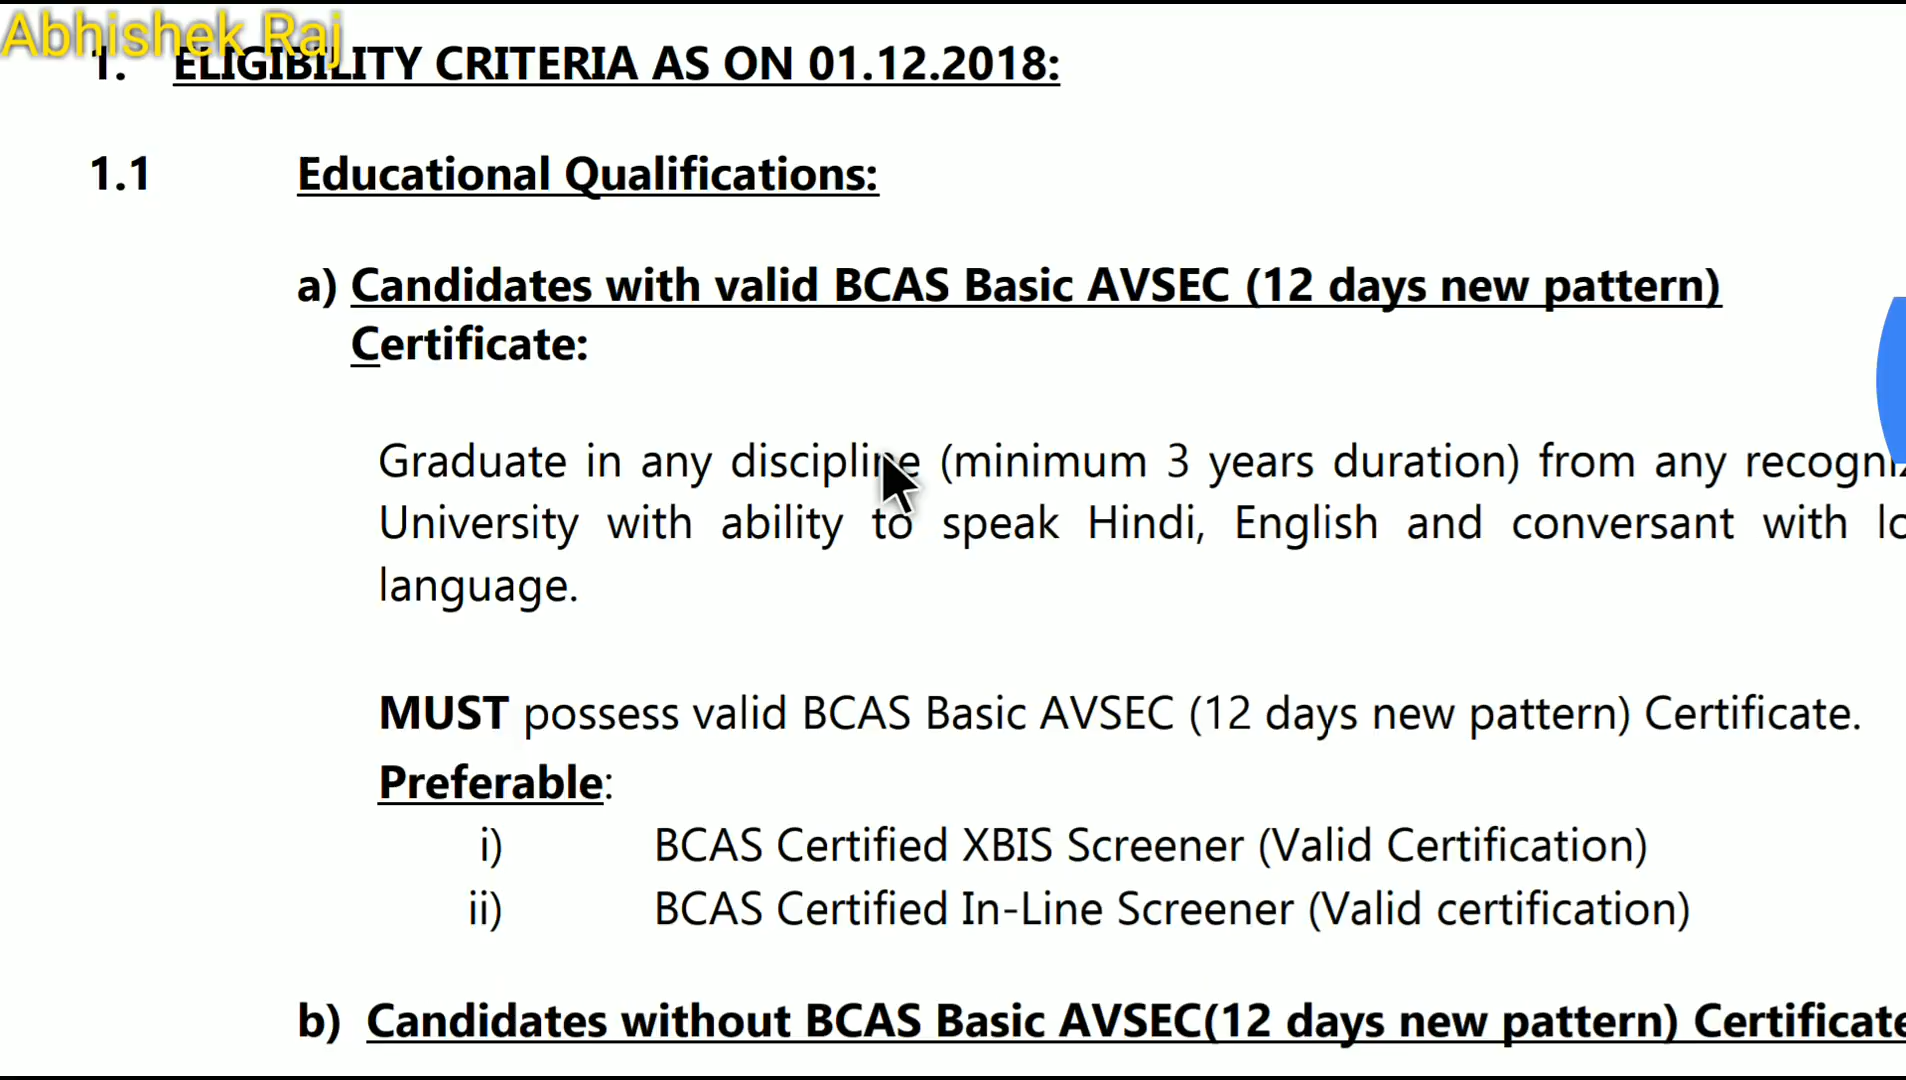 Abhishek Raj
1. ELIGIBILITY CRITERIA AS ON 01.12.2018:
1.1 Educational Qualifications:
a) Candidates with valid BCAS Basic AVSEC (12 days new pattern)
Certificate:
Graduate in any discipline (minimum 3 years duration) from any
University with ability to speak Hindi, English and conversant with
language.
MUST possess valid BCAS Basic AVSEC (12 days new pattern) Certificate.
Preferable:
i) BCAS Certified XBIS Screener (Valid Certification)
ii) BCAS Certified In-Line Screener (Valid certification)
b) Candidates without BCAS Basic AVSEC(12 days new pattern) Certificate